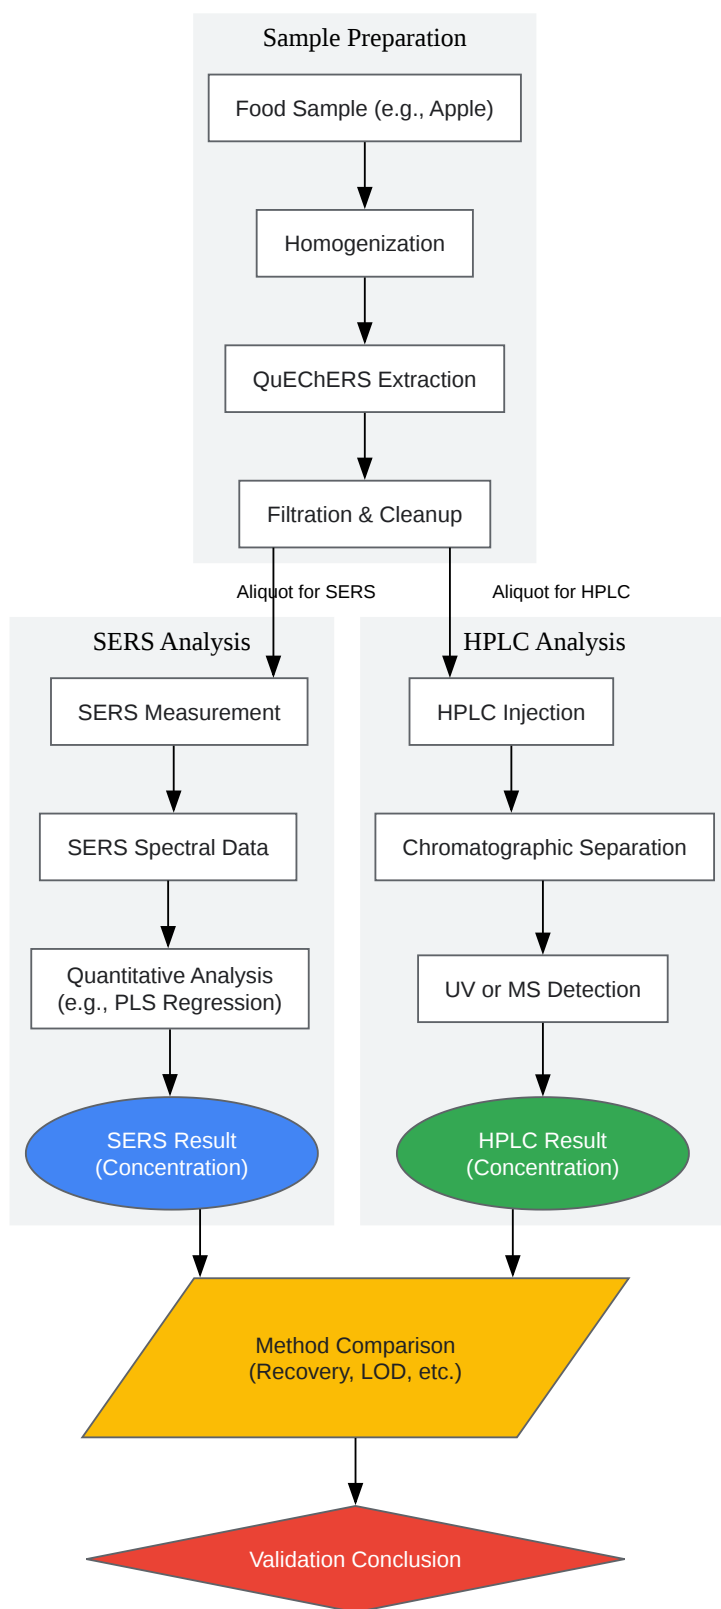 Sample Preparation
Food Sample (e.g., Apple)
Homogenization
QuEChERS Extraction
Filtration & Cleanup
Aliquot for SERS
Aliquot for HPLC
SERS Analysis
SERS Measurement
SERS Spectral Data
Quantitative Analysis
(e.g., PLS Regression)
SERS Result
(Concentration)
HPLC Analysis
HPLC Injection
Chromatographic Separation
UV or MS Detection
HPLC Result
(Concentration)
Method Comparison
(Recovery, LOD, etc.)
Validation Conclusion